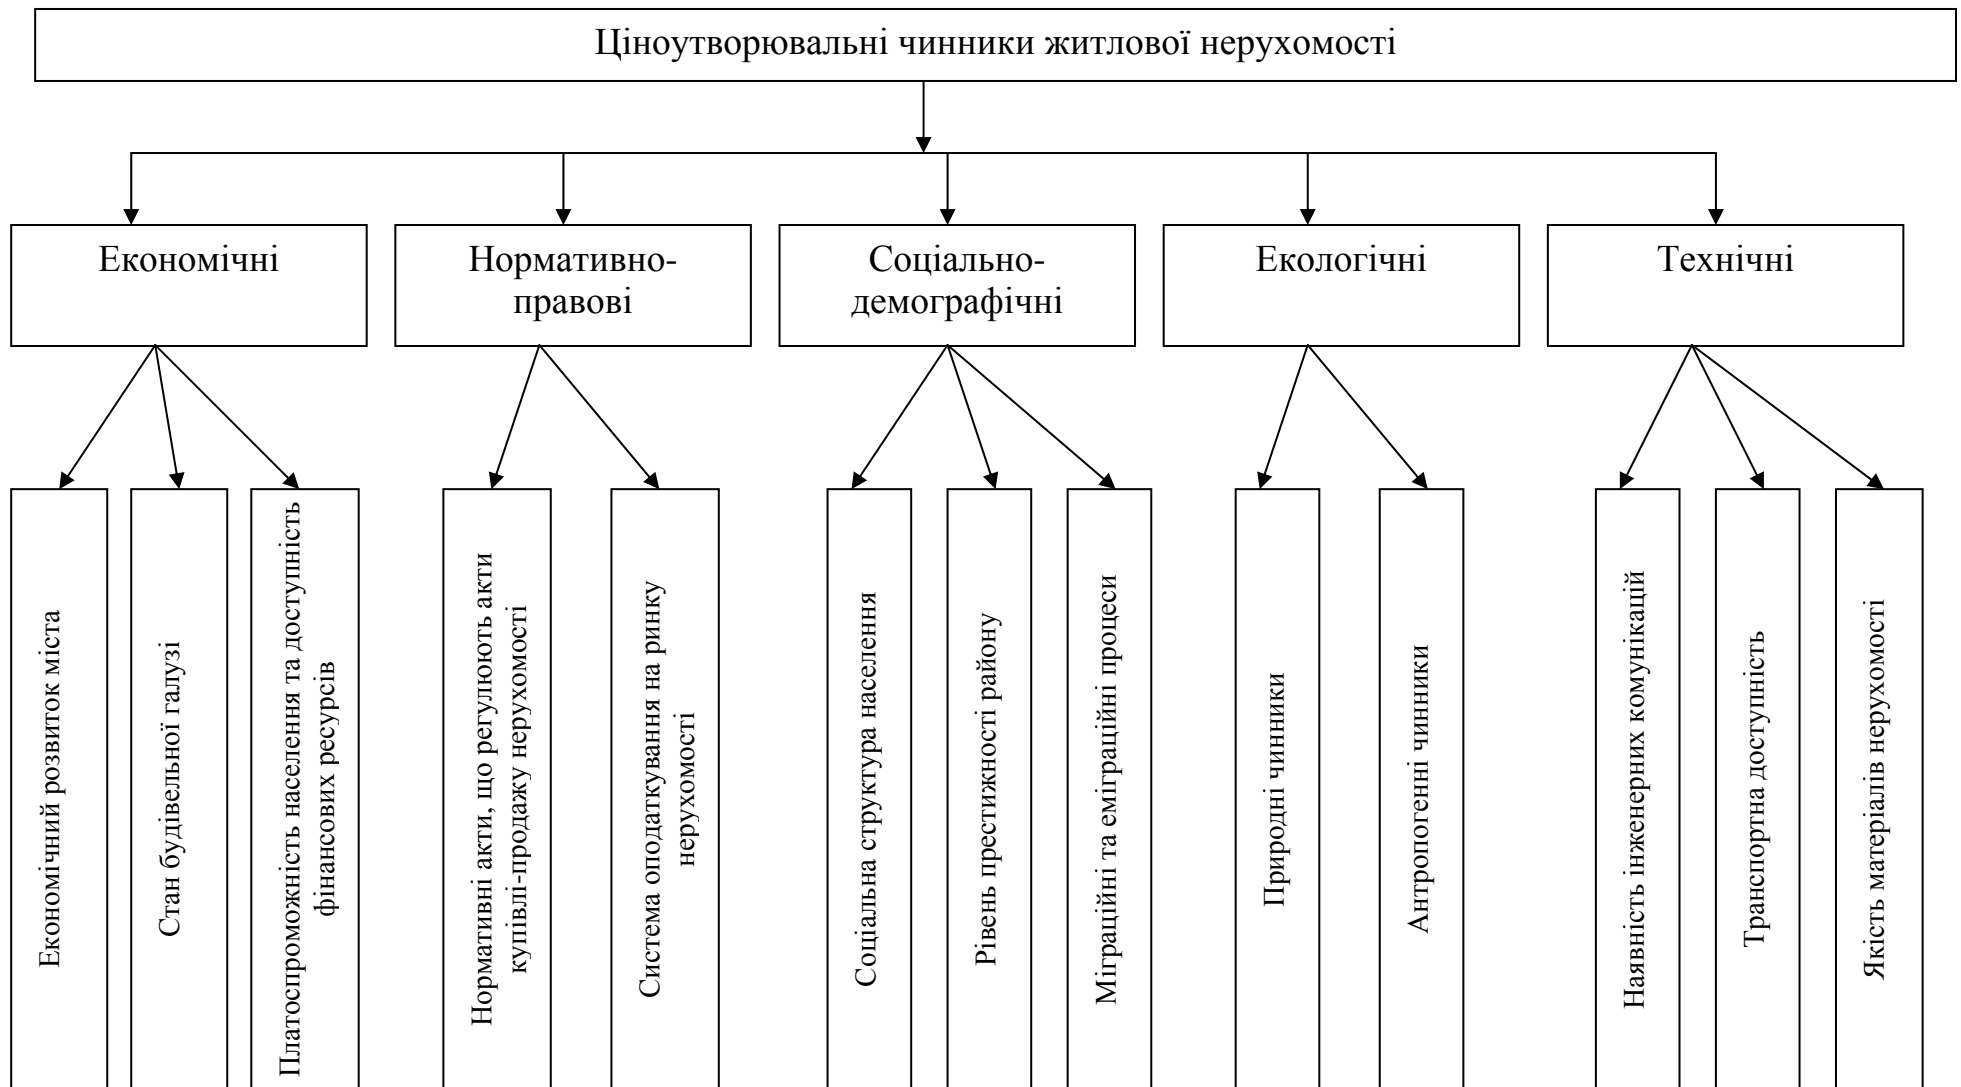 Ціноутворювальні чинники житлової нерухомості
Економічні
Нормативно-
правові
Соціально-
демографічні
Екологічні
Технічні
Економічний розвиток міста
Стан будівельної галузі
Платоспроможність населення та доступність
фінансових ресурсів
Нормативні акти, що регулюють акти
купівлі-продажу нерухомості
Система оподаткування на ринку
нерухомості
Соціальна структура населення
Рівень престижності району
Міграційні та еміграційні процеси
Природні чинники
Антропогенні чинники
Наявність інженерних комунікацій
Транспортна доступність
Якість матеріалів нерухомості